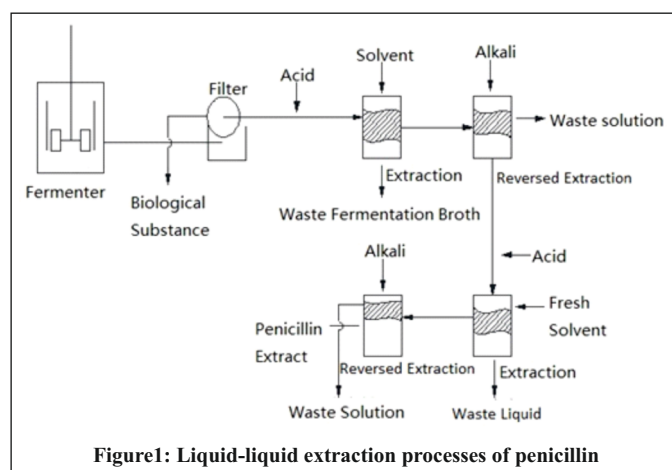 Solvent
Alkali
Acid
Filter
Waste solution
Extraction
Reversed Extraction
Fermenter
Biological
Substance
Waste Fermentation Broth
Alkali
Acid
Fresh
Solvent
Penicillin
Extract
Reversed Extraction
Extraction
Waste Solution
Waste Liquid
Figure1: Liquid-liquid extraction processes of penicillin